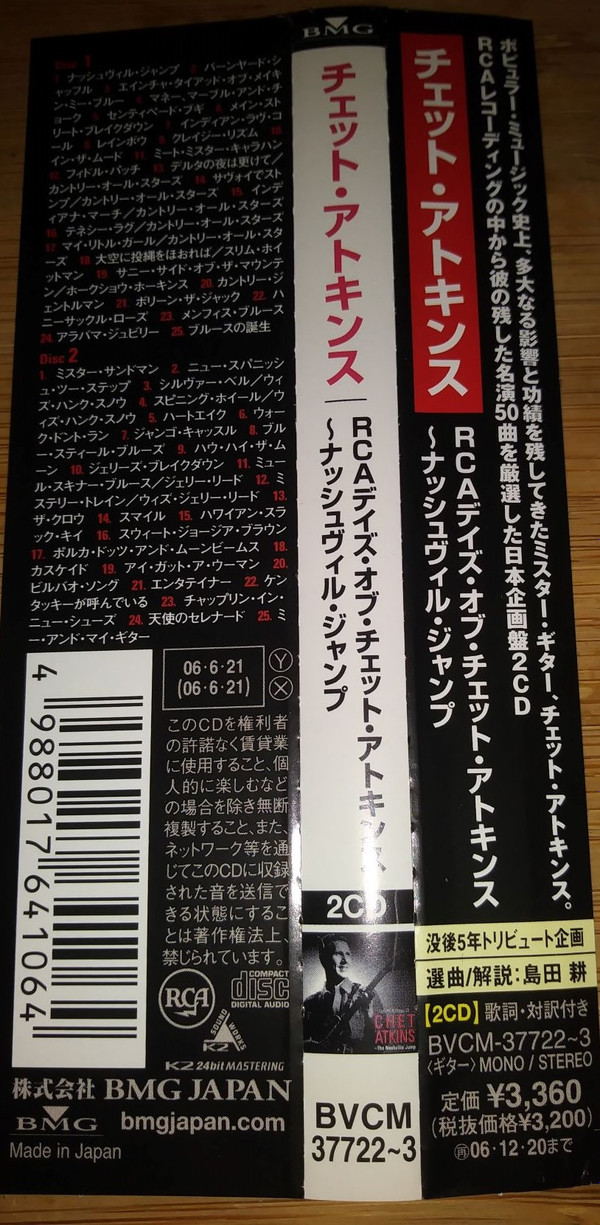 ポピュラー・ミュージック史上、多大なる影響と功績を残してきたミスター・ギター、チェット・アトキンス。
RCAレコーディングの中から彼の残した名演50曲を厳選した日本企画盤2CD
チェット・アトキンス
RCAデイズ・オブ・チェット・アトキンス
～ナッシュヴィル・ジャンプ
没後5年トリビュート企画
選曲/解説:島田 耕
【2CD】歌詞・対訳付き
BVCM-37722~3
〈ギター〉MONO / STEREO
定価 ¥3,360
(税抜価格¥3,200)
再06・12・20まで
BMG
チェット・アトキンス
RCAデイズ・オブ・チェット・アトキンス
～ナッシュヴィル・ジャンプ
2CD
CHET
ATKINS
BVCM
37722~3
Disc 1
1. ナッシュヴィル・ジャンプ 2. バーンヤード・シ
ャッフル 3. エインチャ・タイアッド・オブ・メイキ
ン・ミー・ブルー 4. マネー・マーブル・アンド・チ
ョーク 5. センティペード・ブギ 6. メイン・スト
リート・ブレイクダウン 7. インディアン・ラヴ・コ
ール 8. レインボウ 9. クレイジー・リズム 10.
イン・ザ・ムード 11. ミート・ミスター・キャラハン
12. フィドル・パッチ 13. デルタの夜は更けて/
カントリー・オール・スターズ 14. サヴォイでスト
ンプ/カントリー・オール・スターズ 15. インデ
ィアナ・マーチ/カントリー・オール・スターズ
16. テネシー・ラグ/カントリー・オール・スターズ
17. マイ・リトル・ガール/カントリー・オール・スタ
ーズ 18. 大空に投縄をほおれば/スリム・ホイ
ットマン 19. サニー・サイド・オブ・ザ・マウンテ
ン/ホークショウ・ホーキンス 20. カントリー・ジ
ェントルマン 21. ボリーン・ザ・ジャック 22. ハ
ニーサックル・ローズ 23. メンフィス・ブルース
24. アラバマ・ジュビリー 25. ブルースの誕生
Disc 2
1. ミスター・サンドマン 2. ニュー・スパニッシ
ュ・ツー・ステップ 3. シルヴァー・ベル/ウィ
ズ・ハンク・スノウ 4. スピニング・ホイール/ウィ
ズ・ハンク・スノウ 5. ハートエイク 6. ウォー
ク・ドント・ラン 7. ジャンゴ・キャッスル 8. ブル
ー・スティール・ブルーズ 9. ハウ・ハイ・ザ・ム
ーン 10. ジェリーズ・ブレイクダウン 11. ミュー
ル・スキナー・ブルース/ジェリー・リード 12. ミ
ステリー・トレイン/ウィズ・ジェリー・リード 13.
ザ・クロウ 14. スマイル 15. ハワイアン・スラ
ック・キイ 16. スウィート・ジョージア・ブラウン
17. ポルカ・ドッツ・アンド・ムーンビームス 18.
カスケイド 19. アイ・ガット・ア・ウーマン 20.
ビルバオ・ソング 21. エンタテイナー 22. ケン
タッキーが呼んでいる 23. チャップリン・イン・
ニュー・シューズ 24. 天使のセレナード 25. ミ
ー・アンド・マイ・ギター
4 988017 641064
06・6・21 Y
(06・6・21) X
このCDを権利者
の許諾なく賃貸業
に使用すること、個
人的に楽しむなど
の場合を除き無断
複製すること、また、
ネットワーク等を通
じてこのCDに収録
された音を送信で
きる状態にするこ
とは著作権法上、
禁じられています。
RCA
COMPACT
disc
DIGITAL AUDIO
SOUND WORKS
K2
K2 24bit MASTERING
株式会社 BMG JAPAN
BMG bmgjapan.com
Made in Japan